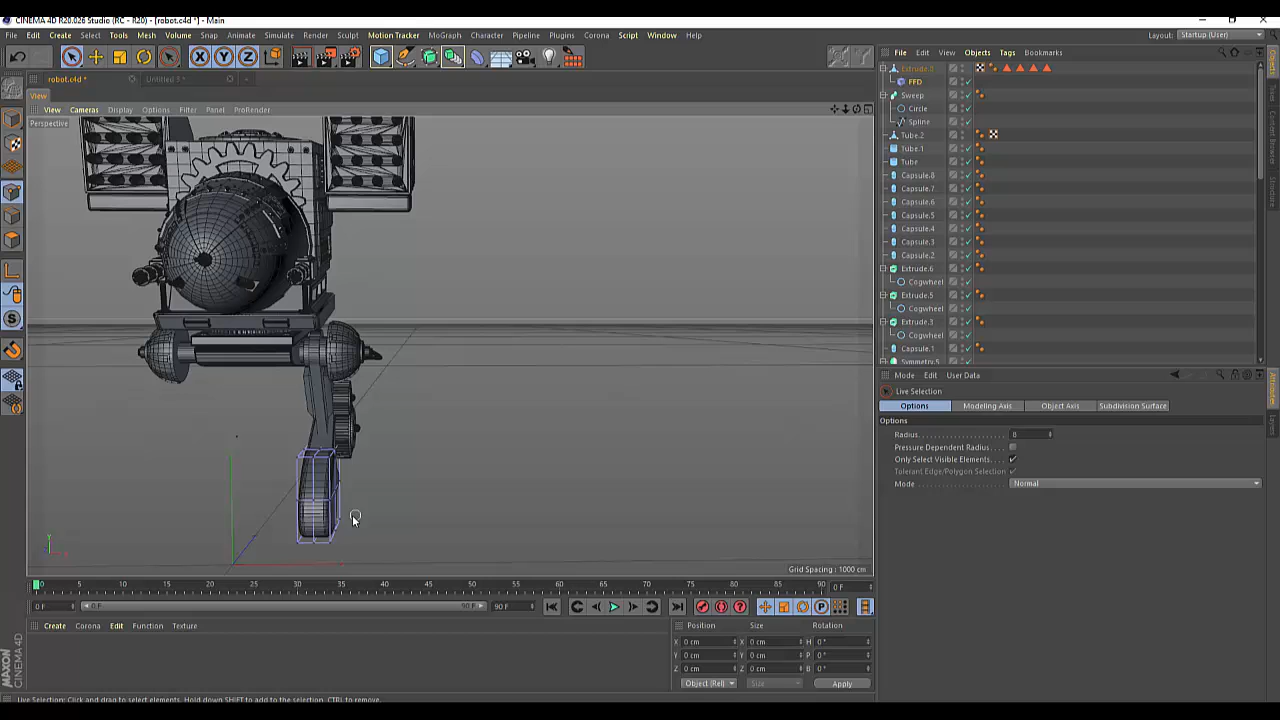 CINEMA 4D R20.026 Studio (RC - R20) - [robot.c4d *] - Main
File Edit Create Select Tools Mesh Volume Snap Animate Simulate Render Sculpt Motion Tracker MoGraph Character Pipeline Plugins Corona Script Window Help
Layout: Startup (User)
robot.c4d *
Untitled 3 *
View
View Cameras Display Options Filter Panel ProRender
Perspective
Grid Spacing : 1000 cm
File Edit View Objects Tags Bookmarks
FFD
Sweep
Circle
Spline
Tube.2
Tube.1
Tube
Capsule.8
Capsule.7
Capsule.6
Capsule.5
Capsule.4
Capsule.3
Capsule.2
Extrude.6
Cogwheel
Extrude.5
Cogwheel
Extrude.3
Cogwheel
Capsule.1
Symmetry.5
Mode Edit User Data
Live Selection
Options Modeling Axis Object Axis Subdivision Surface
Options
Radius 8
Pressure Dependent Radius
Only Select Visible Elements
Tolerant Edge/Polygon Selection
Mode Normal
0 5 10 15 20 25 30 35 40 45 50 55 60 65 70 75 80 85 90 0 F
0 F 0 F 90 F 90 F
Create Corona Edit Function Texture
Position Size Rotation
X 0 cm X 0 cm H 0 °
Y 0 cm Y 0 cm P 0 °
Z 0 cm Z 0 cm B 0 °
Object (Rel) Size Apply
MAXON CINEMA 4D
Live Selection: Click and drag to select elements. Hold down SHIFT to add to the selection, CTRL to remove.